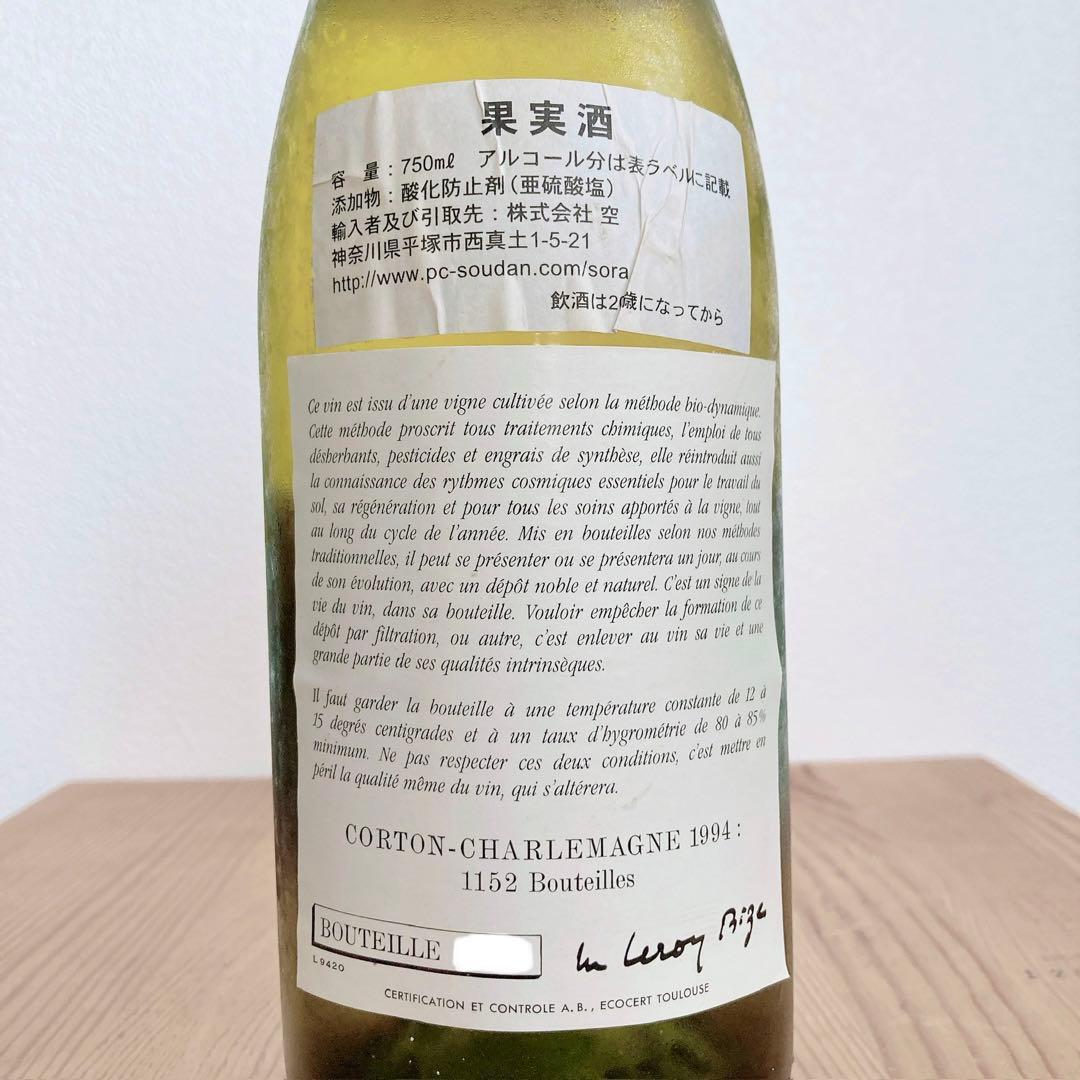 果実酒
容 量：750mℓ アルコール分は表ラベルに記載
添加物：酸化防止剤（亜硫酸塩）
輸入者及び引取先：株式会社 空
神奈川県平塚市西真土1-5-21
http://www.pc-soudan.com/sora
飲酒は20歳になってから
Ce vin est issu d'une vigne cultivée selon la méthode bio-dynamique.
Cette méthode proscrit tous traitements chimiques, l'emploi de tous
désherbants, pesticides et engrais de synthèse, elle réintroduit aussi
la connaissance des rythmes cosmiques essentiels pour le travail du
sol, sa régénération et pour tous les soins apportés à la vigne, tout
au long du cycle de l'année. Mis en bouteilles selon nos méthodes
traditionnelles, il peut se présenter ou se présentera un jour, au cours
de son évolution, avec un dépôt noble et naturel. C'est un signe de la
vie du vin, dans sa bouteille. Vouloir empêcher la formation de ce
dépôt par filtration, ou autre, c'est enlever au vin sa vie et une
grande partie de ses qualités intrinsèques.
Il faut garder la bouteille à une température constante de 12 à
15 degrés centigrades et à un taux d'hygrométrie de 80 à 85%
minimum. Ne pas respecter ces deux conditions, c'est mettre en
péril la qualité même du vin, qui s'altérera.
CORTON-CHARLEMAGNE 1994 :
1152 Bouteilles
BOUTEILLE
Leroy Bize
L9420
CERTIFICATION ET CONTROLE A.B., ECOCERT TOULOUSE